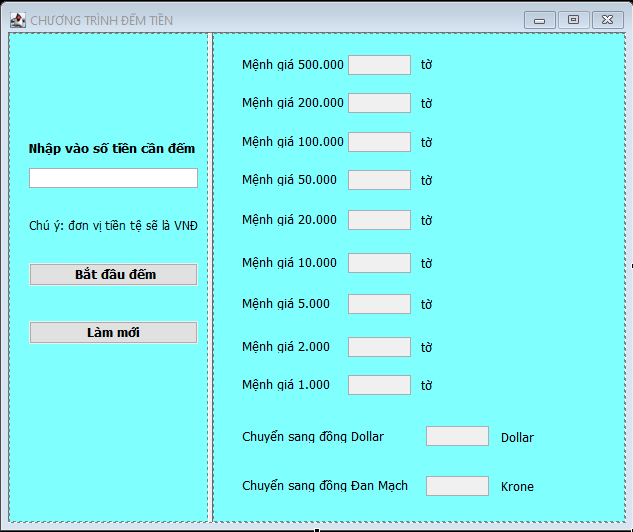 CHƯƠNG TRÌNH ĐẾM TIỀN
Nhập vào số tiền cần đếm
Chú ý: đơn vị tiền tệ sẽ là VNĐ
Bắt đầu đếm
Làm mới
Mệnh giá 500.000 tờ
Mệnh giá 200.000 tờ
Mệnh giá 100.000 tờ
Mệnh giá 50.000 tờ
Mệnh giá 20.000 tờ
Mệnh giá 10.000 tờ
Mệnh giá 5.000 tờ
Mệnh giá 2.000 tờ
Mệnh giá 1.000 tờ
Chuyển sang đồng Dollar Dollar
Chuyển sang đồng Đan Mạch Krone